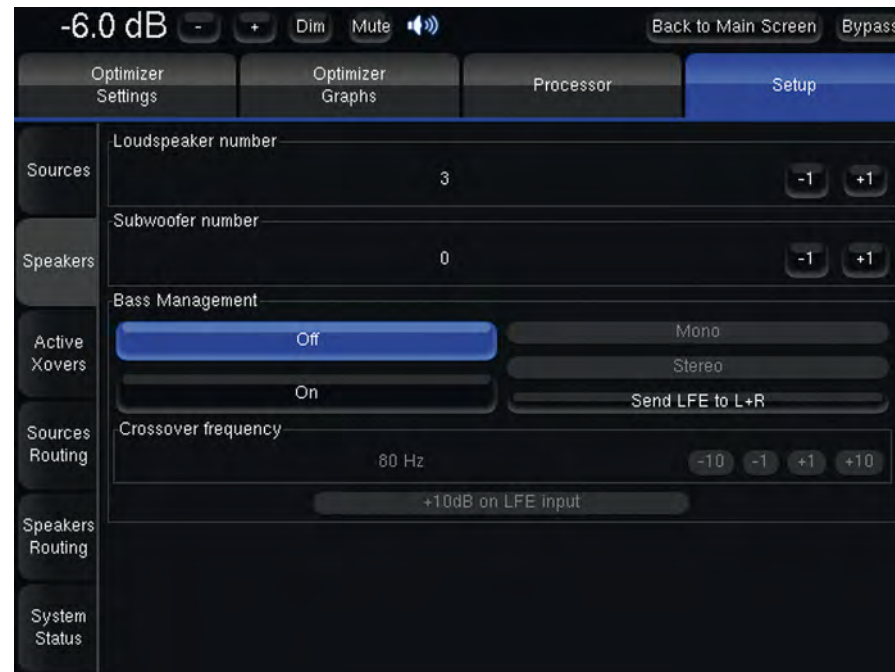 -6.0 dB - + Dim Mute Back to Main Screen Bypass
Optimizer
Settings
Optimizer
Graphs
Processor
Setup
Sources
Speakers
Active
Xovers
Sources
Routing
Speakers
Routing
System
Status
Loudspeaker number
3 -1 +1
Subwoofer number
0 -1 +1
Bass Management
Off
On
Mono
Stereo
Send LFE to L+R
Crossover frequency
80 Hz -10 -1 +1 +10
+10dB on LFE input